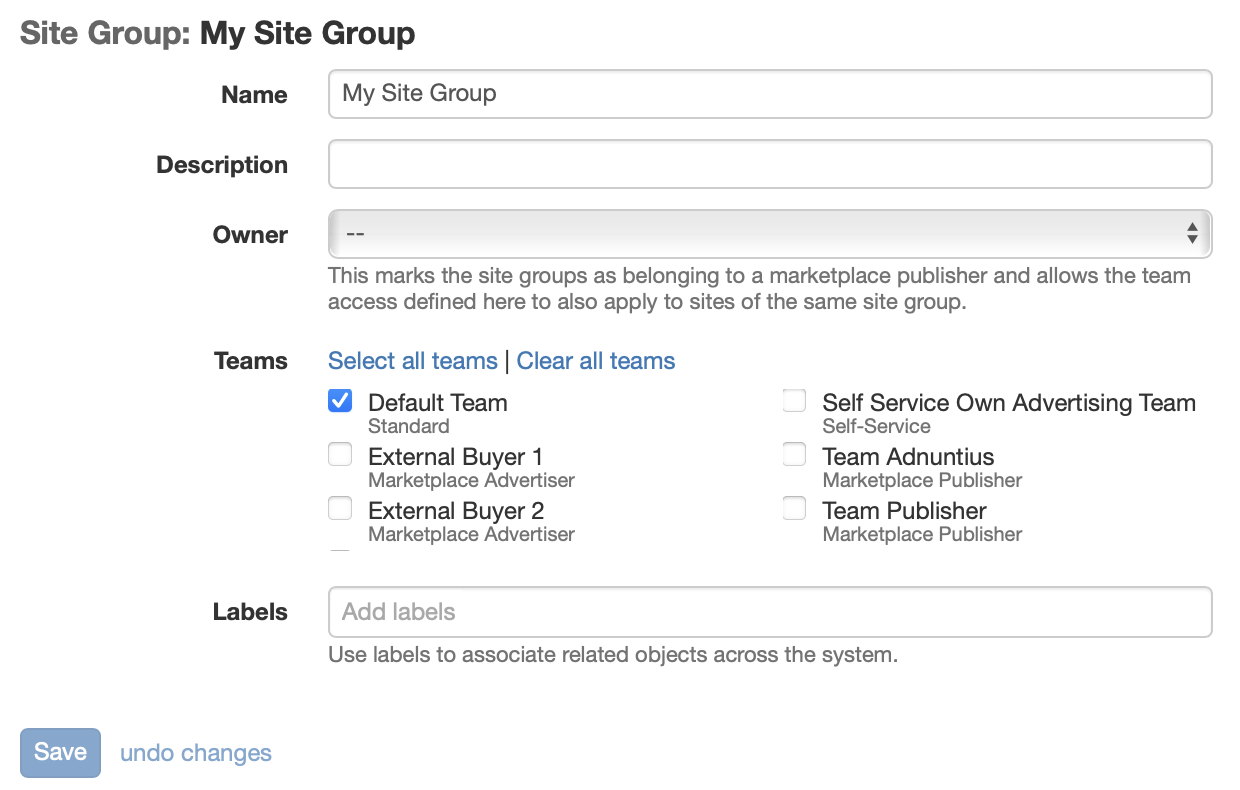 Site Group: My Site Group
Name
My Site Group
Description
Owner
--
This marks the site groups as belonging to a marketplace publisher and allows the team
access defined here to also apply to sites of the same site group.
Teams
Select all teams | Clear all teams
Default Team
Standard
Self Service Own Advertising Team
Self-Service
External Buyer 1
Marketplace Advertiser
Team Adnuntius
Marketplace Publisher
External Buyer 2
Marketplace Advertiser
Team Publisher
Marketplace Publisher
Labels
Add labels
Use labels to associate related objects across the system.
Save
undo changes